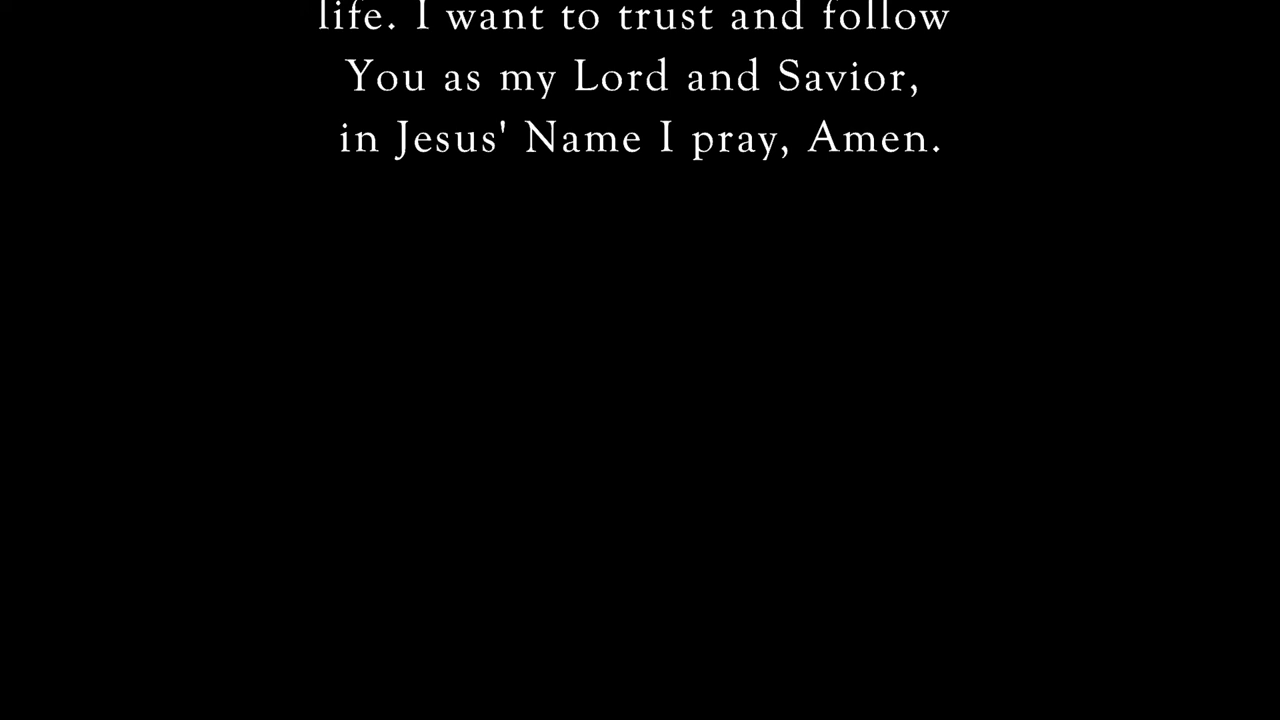 life. I want to trust and follow
You as my Lord and Savior,
in Jesus' Name I pray, Amen.